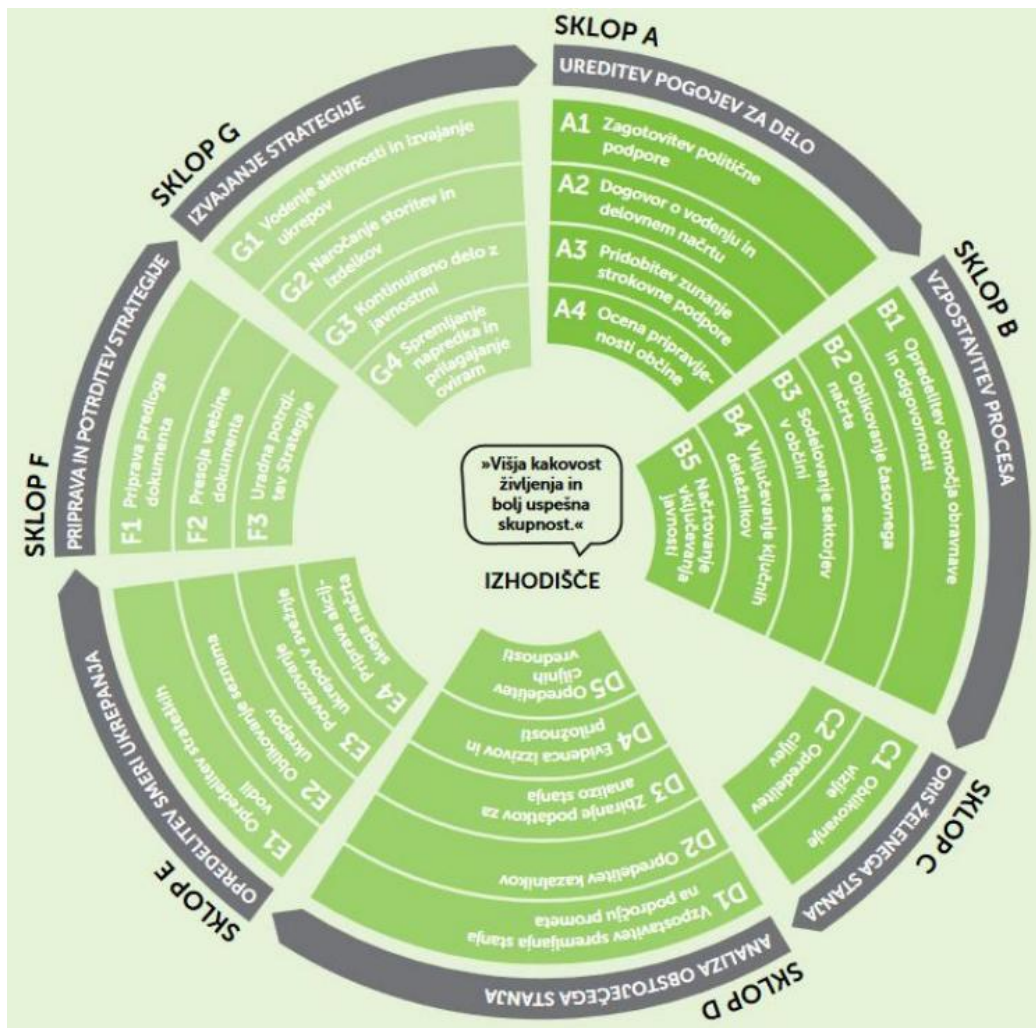 SKLOP A
UREDITEV POGOJEV ZA DELO
A1 Zagotovitev politične
podpore
A2 Dogovor o vodenju in
delovnem načrtu
A3 Pridobitev zunanje
strokovne podpore
A4 Ocena pripravlje-
nosti občine
SKLOP B
VZPOSTAVITEV PROCESA
B1 Opredelitev območja obravnave
in odgovornosti
B2 Oblikovanje časovnega
načrta
B3 Sodelovanje sektorjev
v občini
B4 Vključevanje ključnih
deležnikov
B5 Načrtovanje
vključevanja
javnosti
SKLOP C
ORIS ŽELENEGA STANJA
C1 Oblikovanje
vizije
C2 Opredelitev
ciljev
SKLOP D
ANALIZA OBSTOJEČEGA STANJA
D1 Vzpostavitev spremljanja stanja
na področju prometa
D2 Opredelitev kazalnikov
D3 Zbiranje podatkov za
analizo stanja
D4 Evidenca izzivov in
priložnosti
D5 Opredelitev
ciljnih
vrednosti
SKLOP E
OPREDELITEV SMERI UKREPANJA
E1 Opredelitev strateških
vodil
E2 Oblikovanje seznama
ukrepov
E3 Povezovanje
ukrepov v svežnje
E4 Priprava akcij-
skega načrta
SKLOP F
PRIPRAVA IN POTRDITEV STRATEGIJE
F1 Priprava predloga
dokumenta
F2 Presoja vsebine
dokumenta
F3 Uradna potrdi-
tev Strategije
SKLOP G
IZVAJANJE STRATEGIJE
G1 Vodenje aktivnosti in izvajanje
ukrepov
G2 Naročanje storitev in
izdelkov
G3 Kontinuirano delo z
javnostmi
G4 Spremljanje
napredka in
prilagajanje
oviram
»Višja kakovost
življenja in
bolj uspešna
skupnost.«
IZHODIŠČE